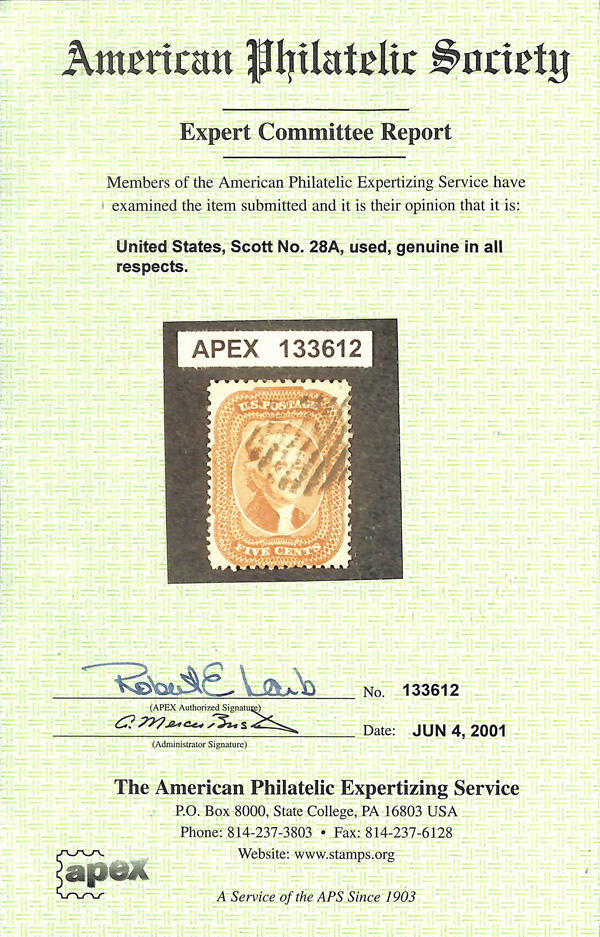 American Philatelic Society
Expert Committee Report
Members of the American Philatelic Expertizing Service have
examined the item submitted and it is their opinion that it is:
United States, Scott No. 28A, used, genuine in all
respects.
APEX 133612
U.S. POSTAGE
FIVE CENTS
Robert E
No. 133612
(APEX Authorized Signature)
A. Mercer
Date: JUN 4, 2001
(Administrator Signature)
The American Philatelic Expertizing Service
P.O. Box 8000, State College, PA 16803 USA
Phone: 814-237-3803 • Fax: 814-237-6128
Website: www.stamps.org
apex
A Service of the APS Since 1903